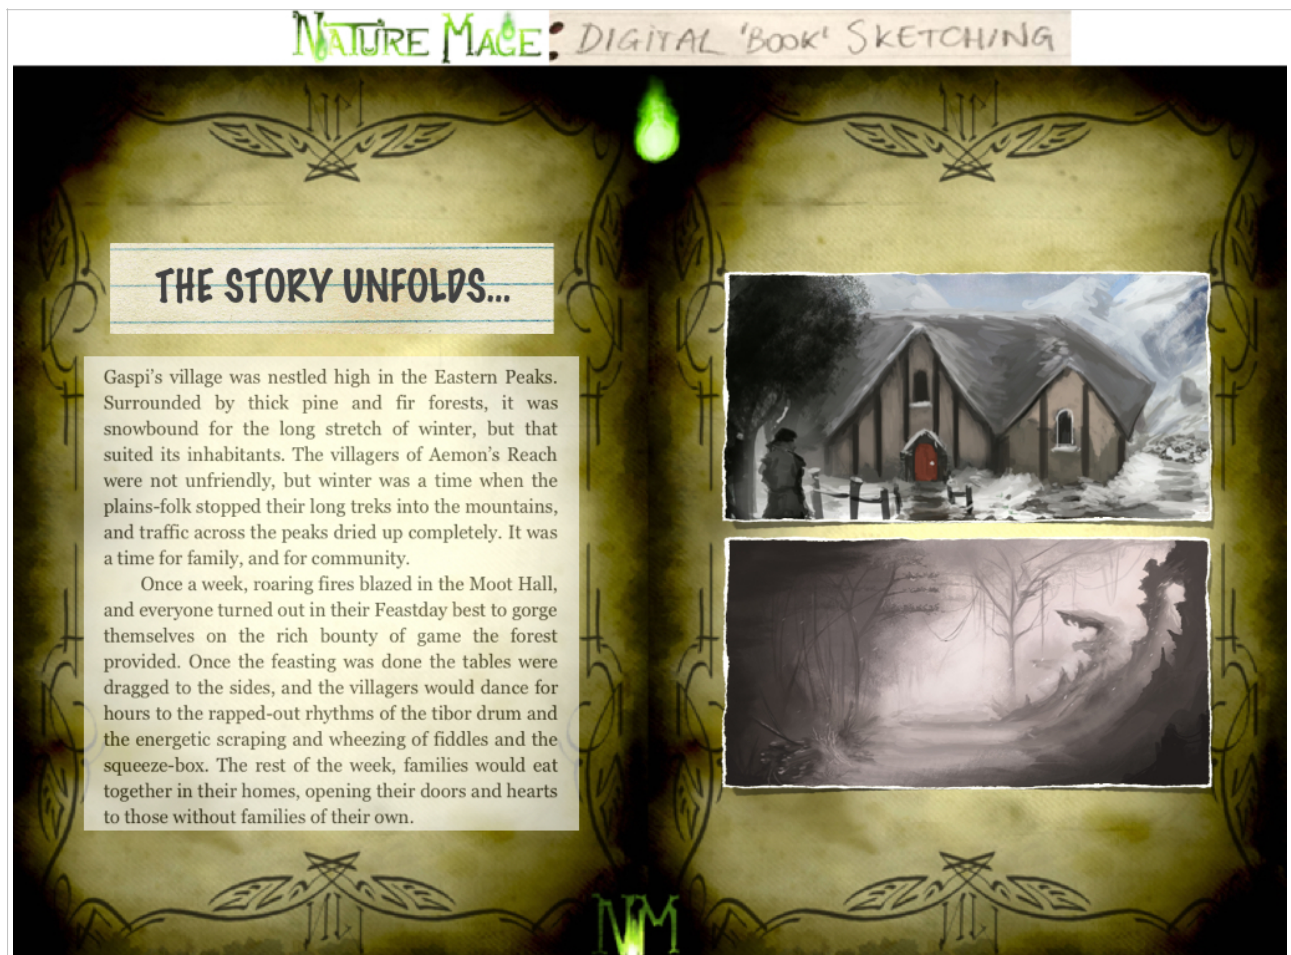 NATURE MAGE: DIGITAL 'BOOK' SKETCHING
THE STORY UNFOLDS...
Gaspi's village was nestled high in the Eastern Peaks.
Surrounded by thick pine and fir forests, it was
snowbound for the long stretch of winter, but that
suited its inhabitants. The villagers of Aemon's Reach
were not unfriendly, but winter was a time when the
plains-folk stopped their long treks into the mountains,
and traffic across the peaks dried up completely. It was
a time for family, and for community.
Once a week, roaring fires blazed in the Moot Hall,
and everyone turned out in their Feastday best to gorge
themselves on the rich bounty of game the forest
provided. Once the feasting was done the tables were
dragged to the sides, and the villagers would dance for
hours to the rapped-out rhythms of the tibor drum and
the energetic scraping and wheezing of fiddles and the
squeeze-box. The rest of the week, families would eat
together in their homes, opening their doors and hearts
to those without families of their own.
NM